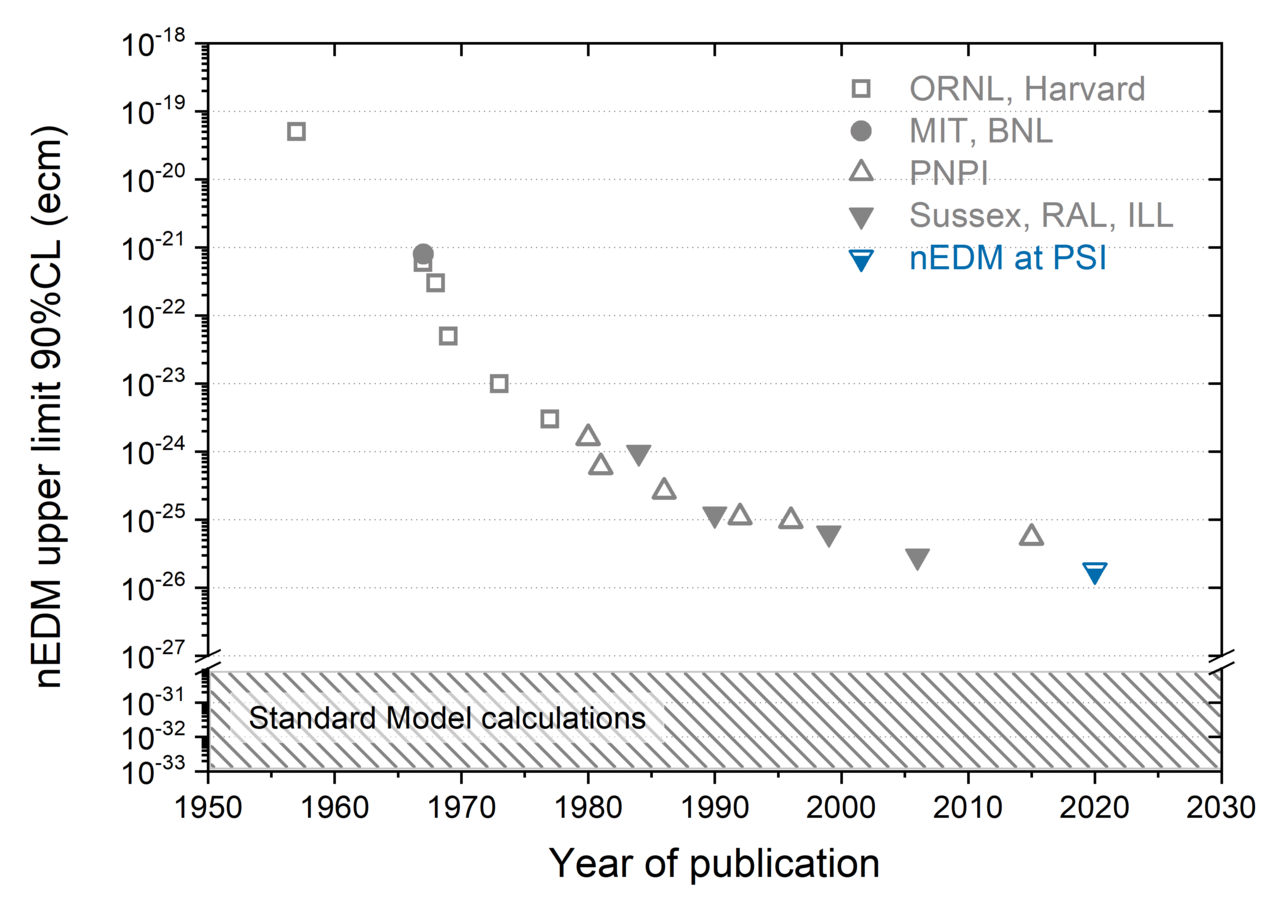 nEDM upper limit 90%CL (ecm)
10⁻¹⁸
10⁻¹⁹
10⁻²⁰
10⁻²¹
10⁻²²
10⁻²³
10⁻²⁴
10⁻²⁵
10⁻²⁶
10⁻²⁷
10⁻³¹
10⁻³²
10⁻³³
ORNL, Harvard
MIT, BNL
PNPI
Sussex, RAL, ILL
nEDM at PSI
Standard Model calculations
1950 1960 1970 1980 1990 2000 2010 2020 2030
Year of publication